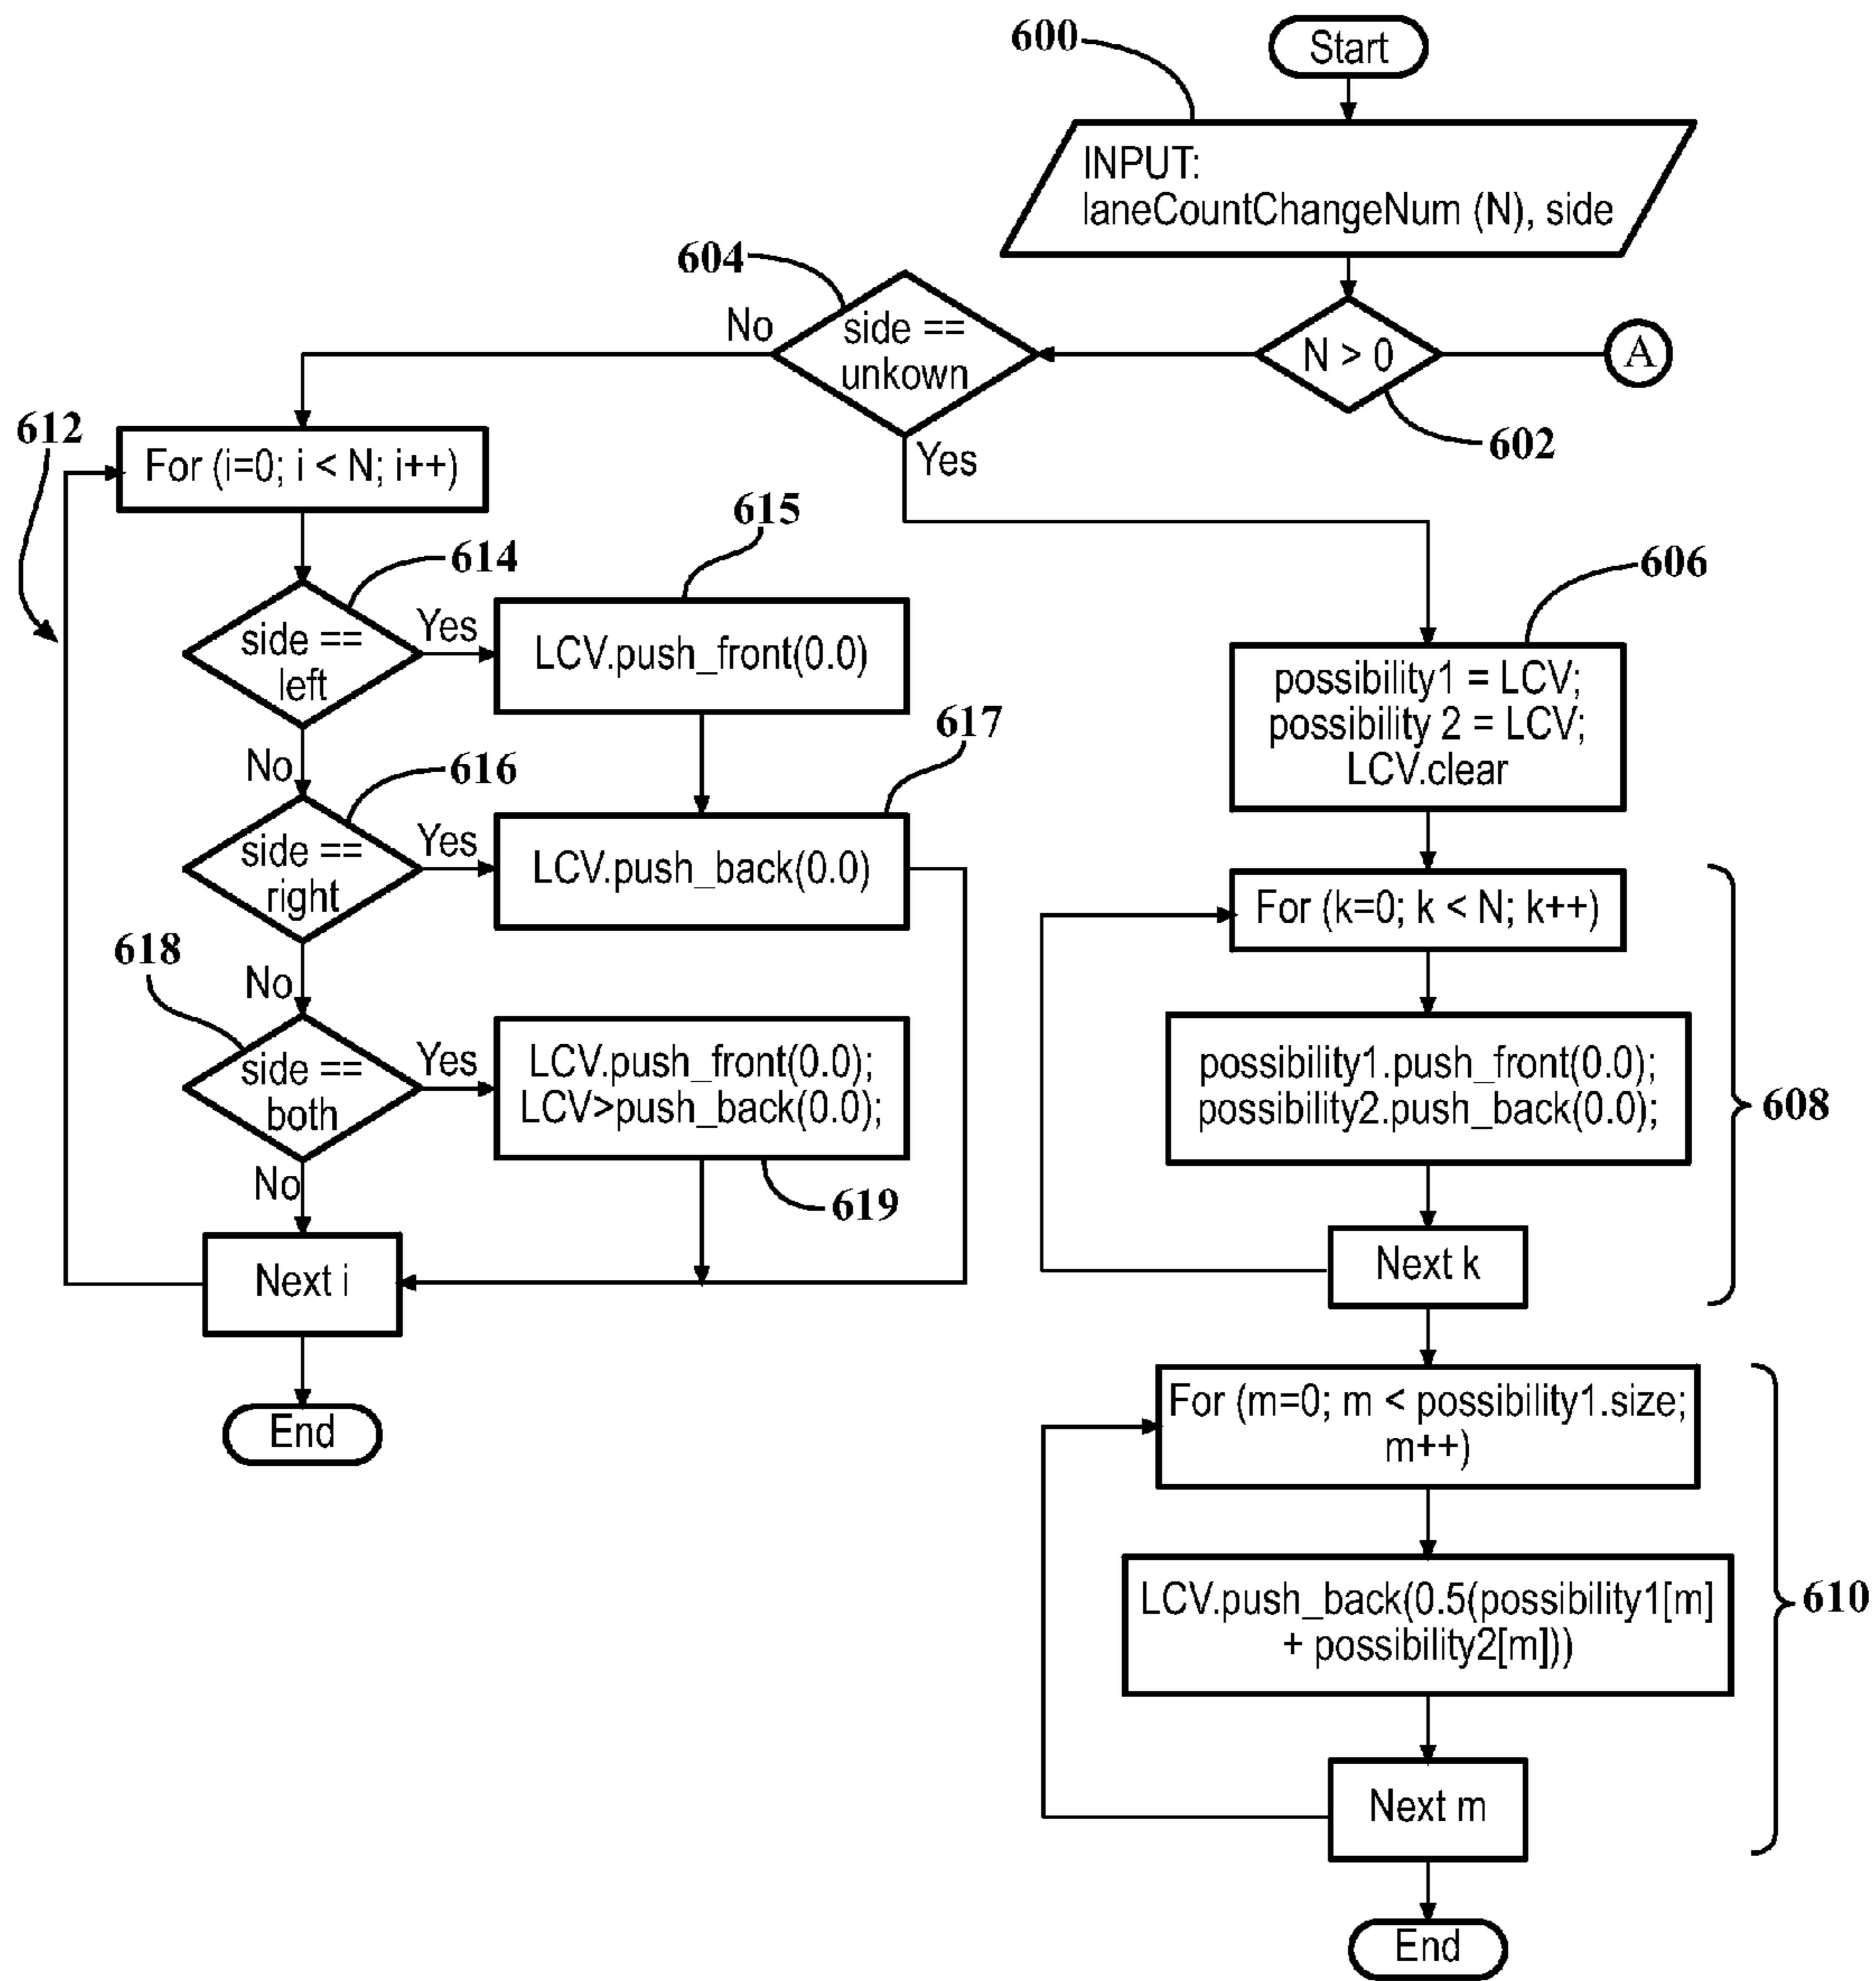 Start
600
INPUT:
laneCountChangeNum (N), side
604
side ==
unkown
No
Yes
N > 0
602
A
612
For (i=0; i < N; i++)
614
side ==
left
Yes
No
615
LCV.push_front(0.0)
616
side ==
right
Yes
No
617
LCV.push_back(0.0)
618
side ==
both
Yes
No
LCV.push_front(0.0);
LCV>push_back(0.0);
619
Next i
End
606
possibility1 = LCV;
possibility 2 = LCV;
LCV.clear
For (k=0; k < N; k++)
possibility1.push_front(0.0);
possibility2.push_back(0.0);
608
Next k
For (m=0; m < possibility1.size;
m++)
LCV.push_back(0.5(possibility1[m]
+ possibility2[m]))
610
Next m
End